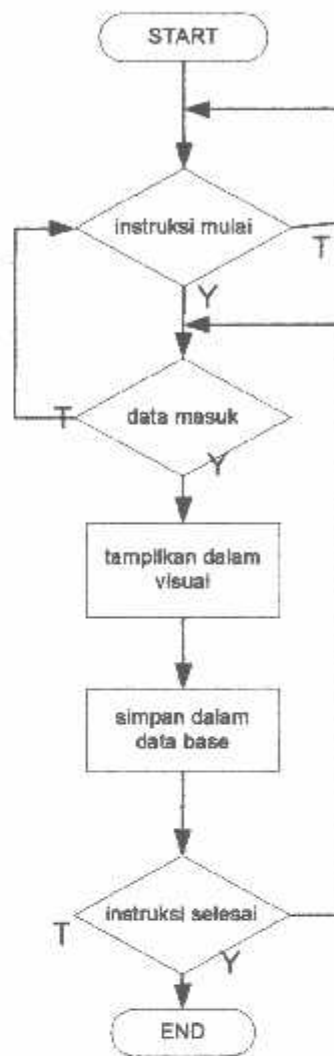 START
instruksi mulai
T
Y
data masuk
T
Y
tampilkan dalam
visual
simpan dalam
data base
instruksi selesai
T
Y
END